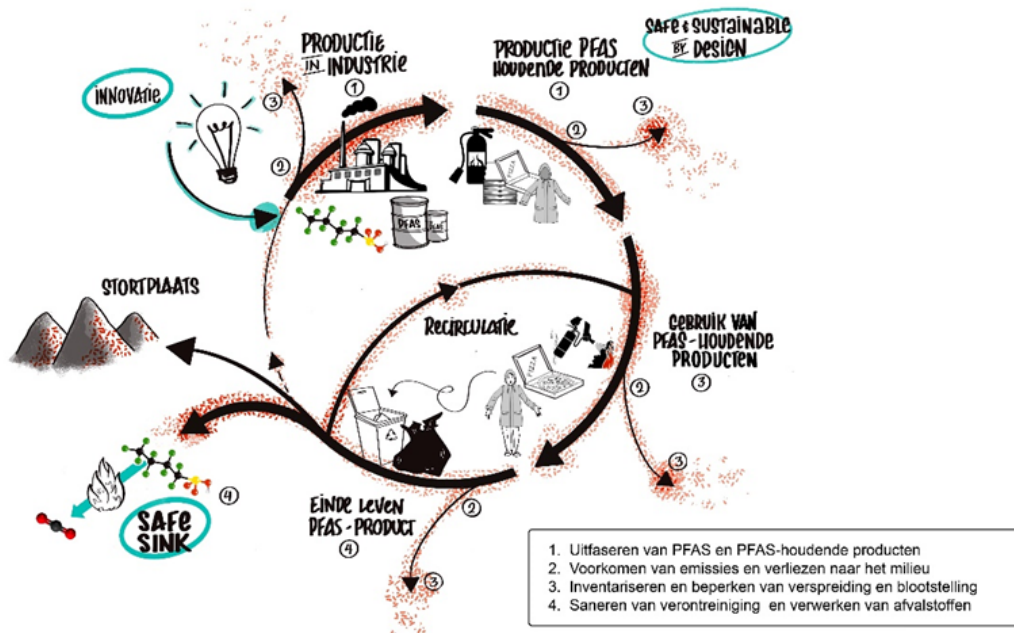 PRODUCTIE
IN INDUSTRIE
1
PRODUCTIE PFAS
HOUDENDE PRODUCTEN
1
SAFE & SUSTAINABLE
BY DESIGN
INNOVATIE
3
2
2
3
PIZZA
PFAS
PFAS
STORTPLAATS
RECIRCULATIE
PIZZA
GEBRUIK VAN
PFAS-HOUDENDE
PRODUCTEN
3
2
3
4
SAFE
SINK
EINDE LEVEN
PFAS-PRODUCT
4
2
3
1. Uitfaseren van PFAS en PFAS-houdende producten
2. Voorkomen van emissies en verliezen naar het milieu
3. Inventariseren en beperken van verspreiding en blootstelling
4. Saneren van verontreiniging en verwerken van afvalstoffen